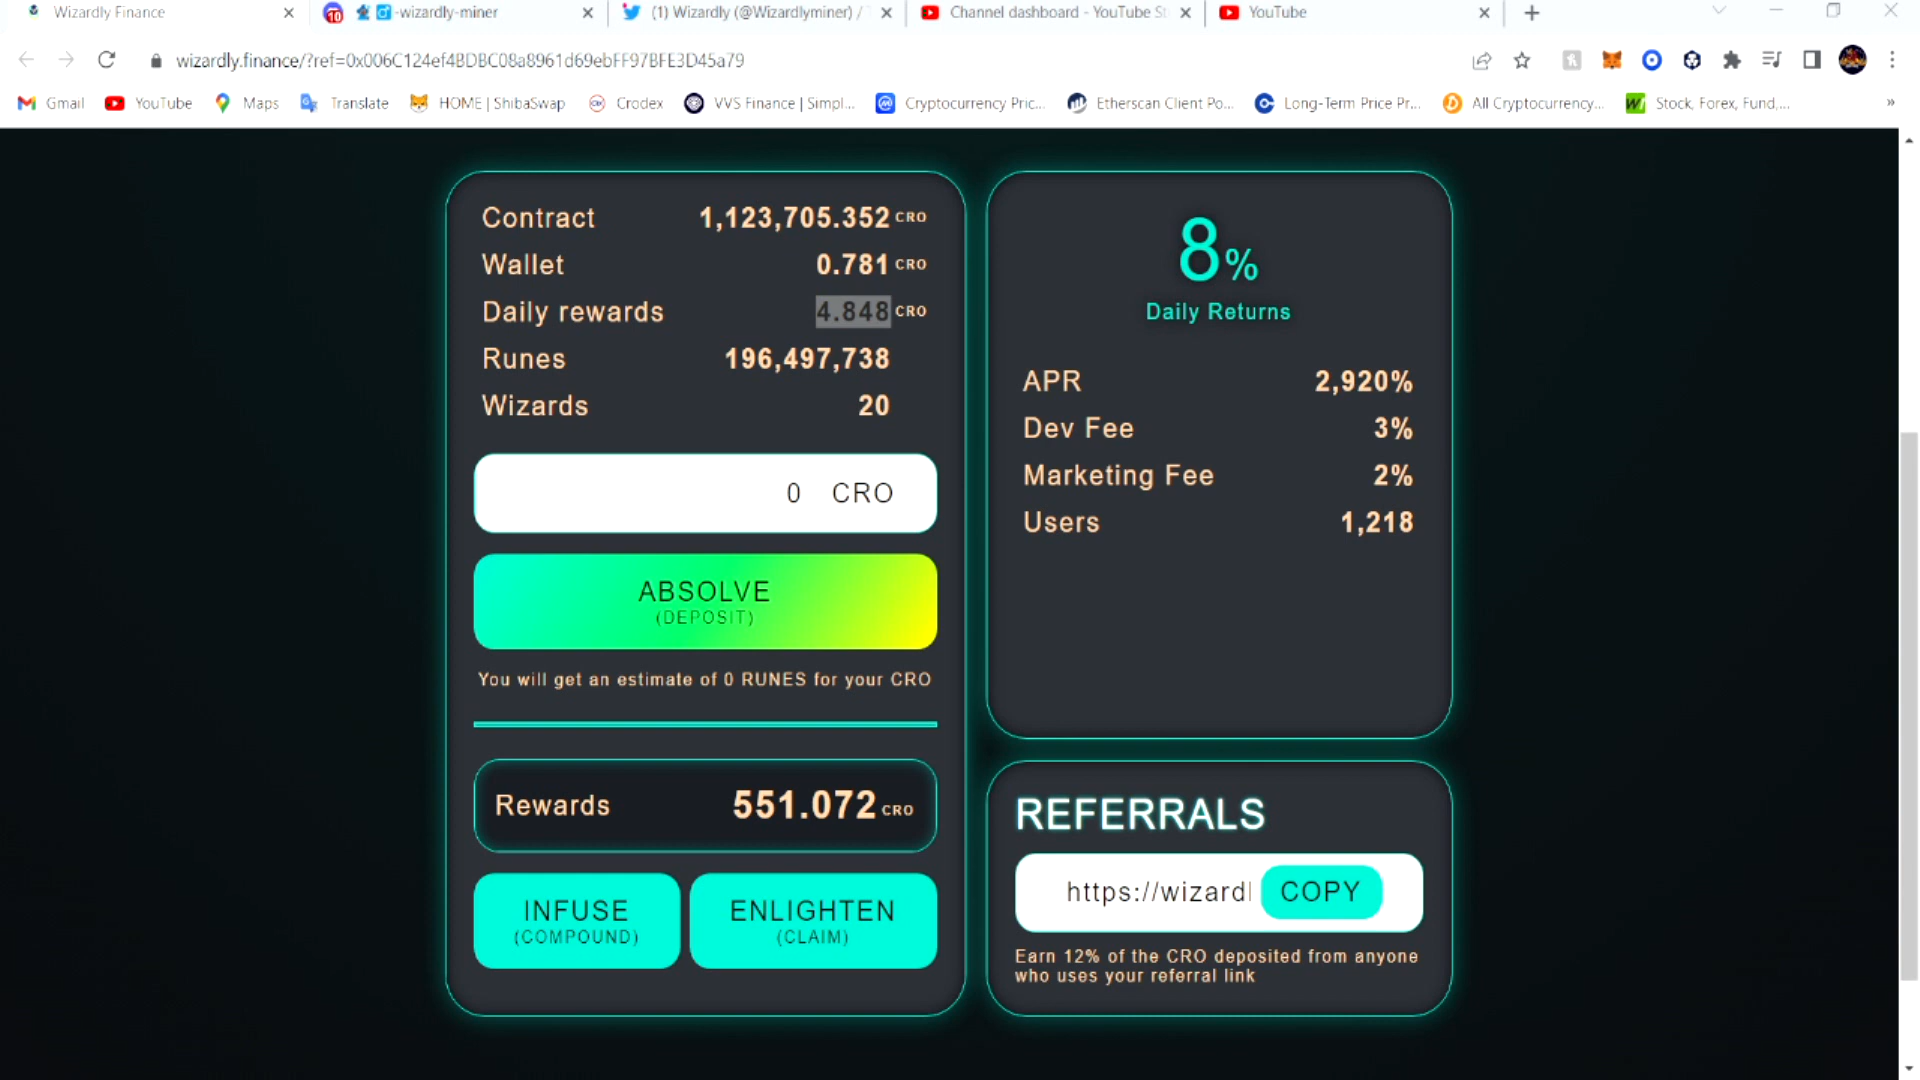 Wizardly Finance
10
-wizardly-miner
(1) Wizardly (@Wizardlyminer) /
Channel dashboard - YouTube St
YouTube
wizardly.finance/?ref=0x006C124ef4BDBC08a8961d69ebFF97BFE3D45a79
Gmail
YouTube
Maps
Translate
HOME | ShibaSwap
Crodex
VVS Finance | Simpl...
Cryptocurrency Pric...
Etherscan Client Po...
Long-Term Price Pr...
All Cryptocurrency...
Stock, Forex, Fund,...
»
Contract 1,123,705.352 CRO
Wallet 0.781 CRO
Daily rewards 4.848 CRO
Runes 196,497,738
Wizards 20
0 CRO
ABSOLVE
(DEPOSIT)
You will get an estimate of 0 RUNES for your CRO
Rewards 551.072 CRO
INFUSE
(COMPOUND)
ENLIGHTEN
(CLAIM)
8%
Daily Returns
APR 2,920%
Dev Fee 3%
Marketing Fee 2%
Users 1,218
REFERRALS
https://wizardl
COPY
Earn 12% of the CRO deposited from anyone
who uses your referral link